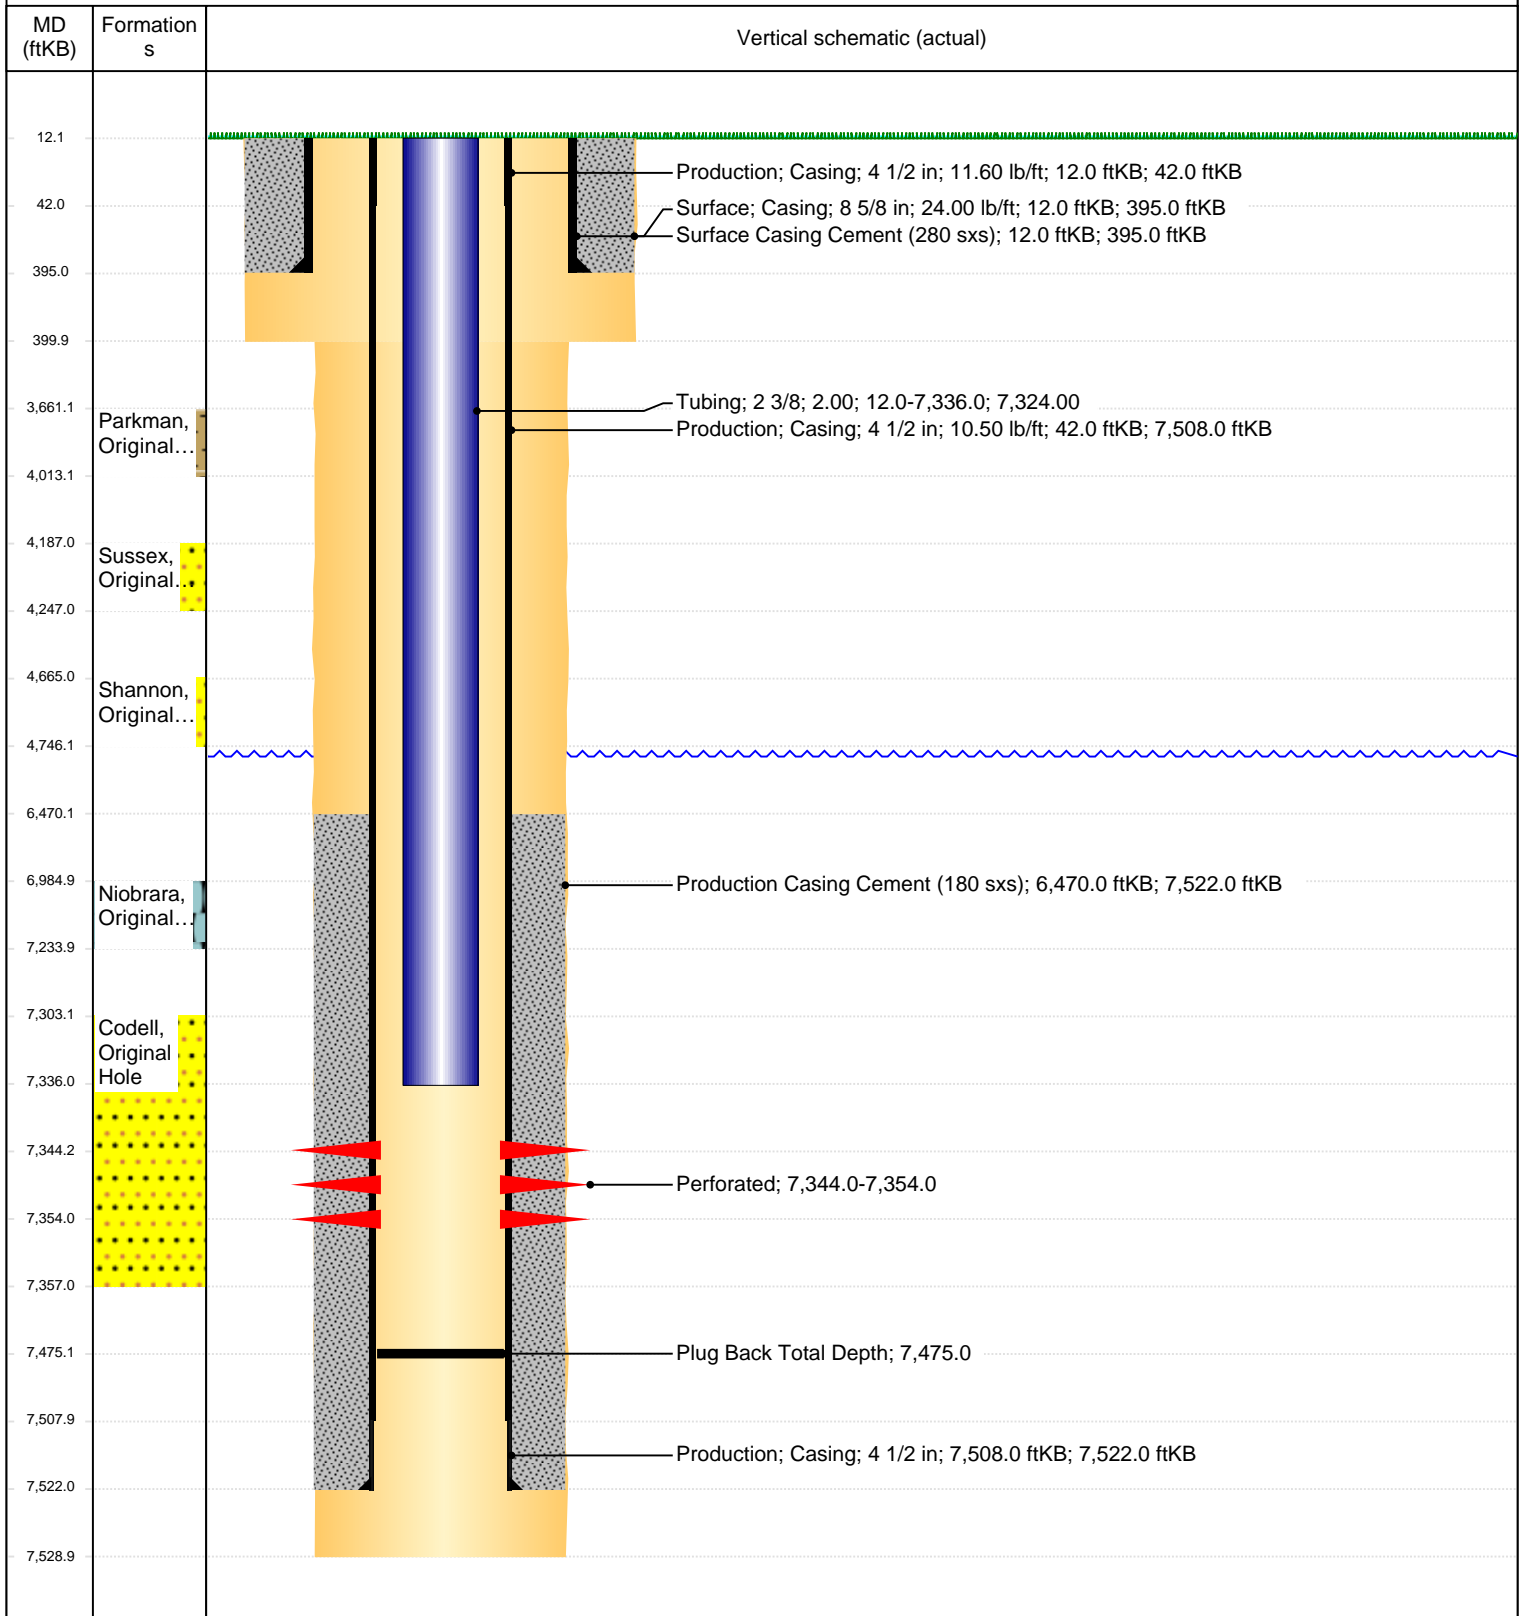 MD
(ftKB)
Formation
s
Vertical schematic (actual)
12.1
Production; Casing; 4 1/2 in; 11.60 lb/ft; 12.0 ftKB; 42.0 ftKB
42.0
Surface; Casing; 8 5/8 in; 24.00 lb/ft; 12.0 ftKB; 395.0 ftKB
Surface Casing Cement (280 sxs); 12.0 ftKB; 395.0 ftKB
395.0
399.9
3,661.1
Tubing; 2 3/8; 2.00; 12.0-7,336.0; 7,324.00
Parkman,
Original…
Production; Casing; 4 1/2 in; 10.50 lb/ft; 42.0 ftKB; 7,508.0 ftKB
4,013.1
4,187.0
Sussex,
Original…
4,247.0
4,665.0
Shannon,
Original…
4,746.1
6,470.1
6,984.9
Niobrara,
Original…
Production Casing Cement (180 sxs); 6,470.0 ftKB; 7,522.0 ftKB
7,233.9
7,303.1
Codell,
Original
Hole
7,336.0
7,344.2
Perforated; 7,344.0-7,354.0
7,354.0
7,357.0
7,475.1
Plug Back Total Depth; 7,475.0
7,507.9
Production; Casing; 4 1/2 in; 7,508.0 ftKB; 7,522.0 ftKB
7,522.0
7,528.9